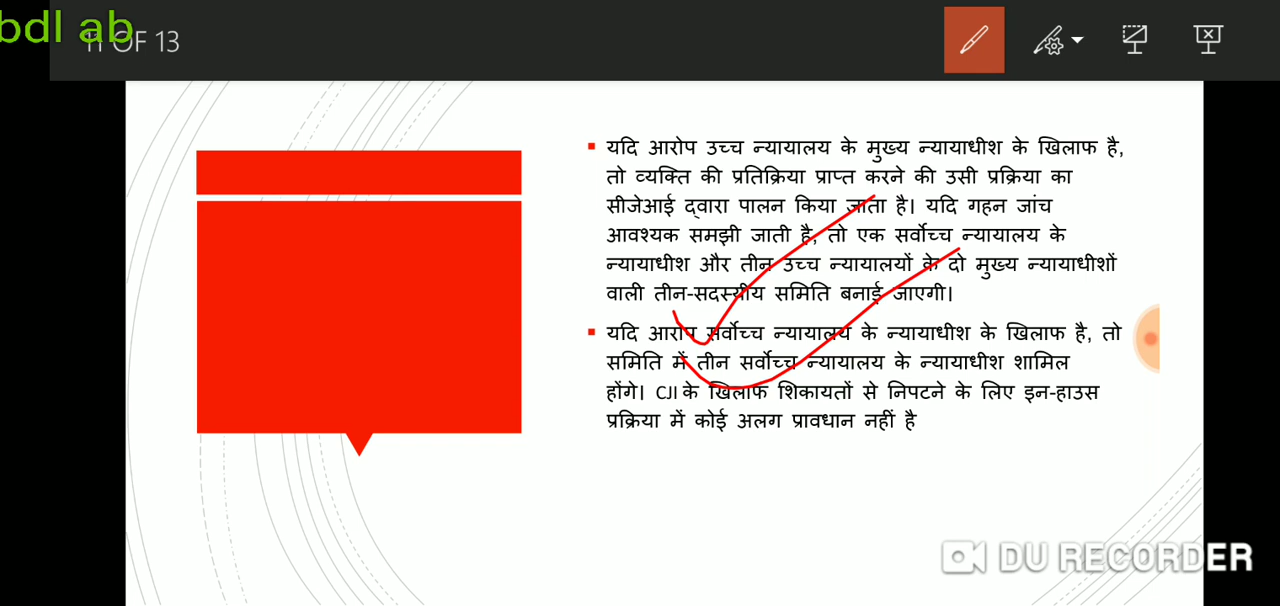 bdl ab
11 OF 13
यदि आरोप उच्च न्यायालय के मुख्य न्यायाधीश के खिलाफ है,
तो व्यक्ति की प्रतिक्रिया प्राप्त करने की उसी प्रक्रिया का
सीजेआई द्वारा पालन किया जाता है। यदि गहन जांच
आवश्यक समझी जाती है, तो एक सर्वोच्च न्यायालय के
न्यायाधीश और तीन उच्च न्यायालयों के दो मुख्य न्यायाधीशों
वाली तीन-सदस्यीय समिति बनाई जाएगी।
यदि आरोप सर्वोच्च न्यायालय के न्यायाधीश के खिलाफ है, तो
समिति में तीन सर्वोच्च न्यायालय के न्यायाधीश शामिल
होंगे। CJI के खिलाफ शिकायतों से निपटने के लिए इन-हाउस
प्रक्रिया में कोई अलग प्रावधान नहीं है
DU RECORDER